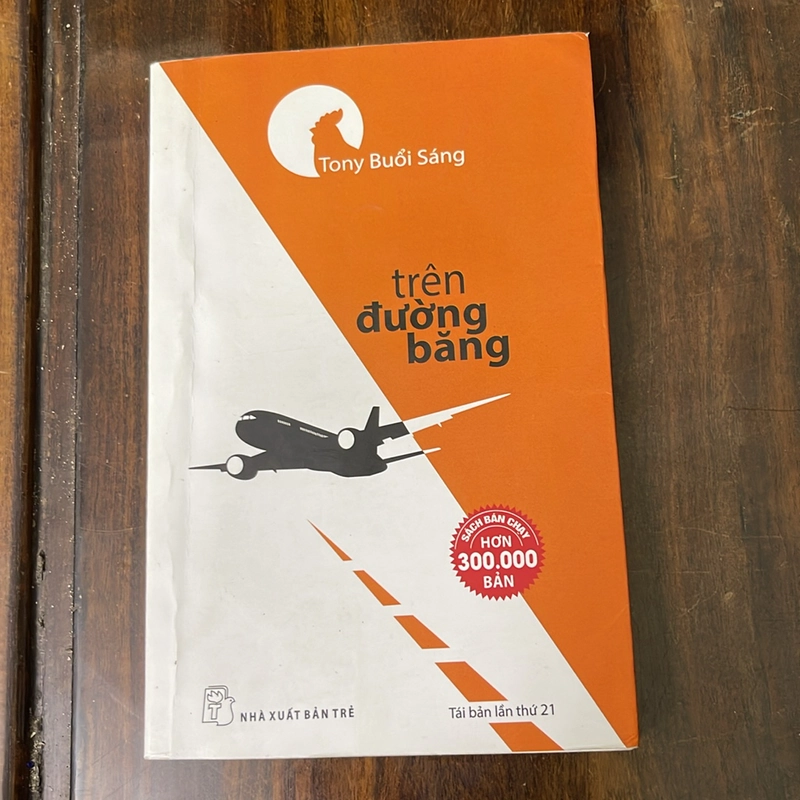 Tony Buổi Sáng
trên
đường
băng
SÁCH BÁN CHẠY
HƠN
300.000
BẢN
NHÀ XUẤT BẢN TRẺ
Tái bản lần thứ 21